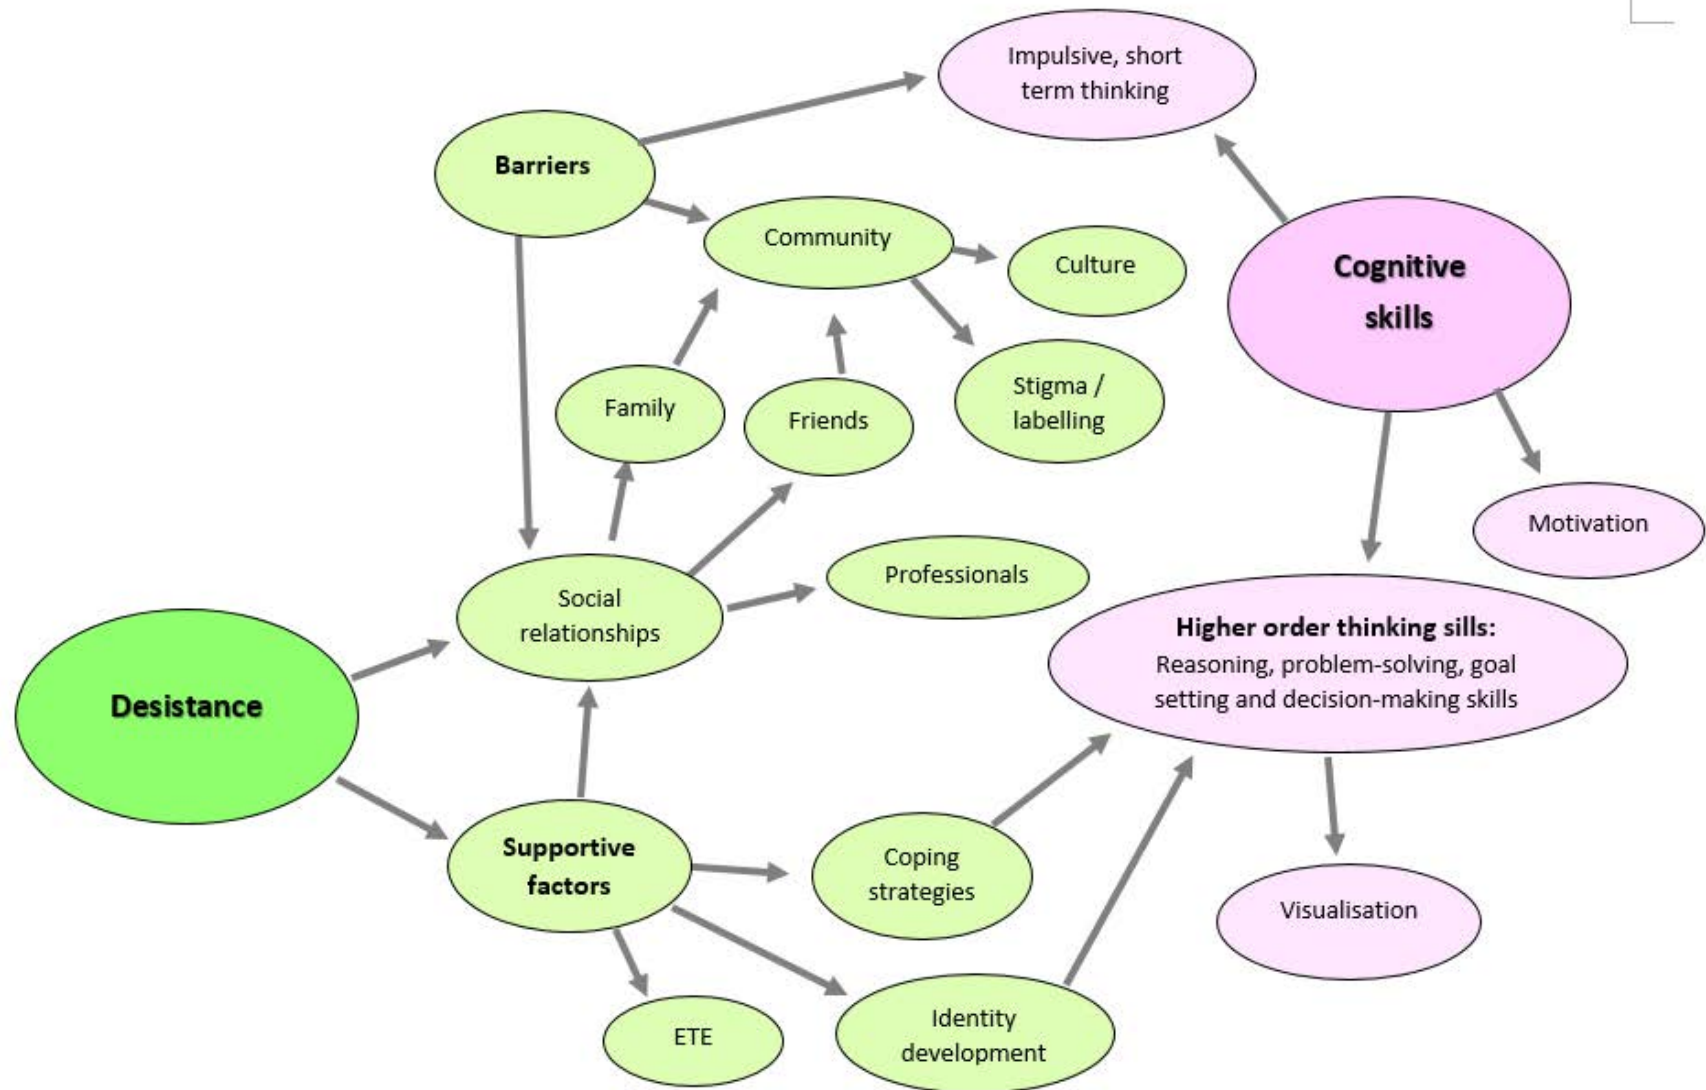 Impulsive, short
term thinking
Barriers
Community
Culture
Cognitive
skills
Family
Friends
Stigma /
labelling
Motivation
Professionals
Social
relationships
Higher order thinking sills:
Reasoning, problem-solving, goal
setting and decision-making skills
Desistance
Supportive
factors
Coping
strategies
Visualisation
ETE
Identity
development